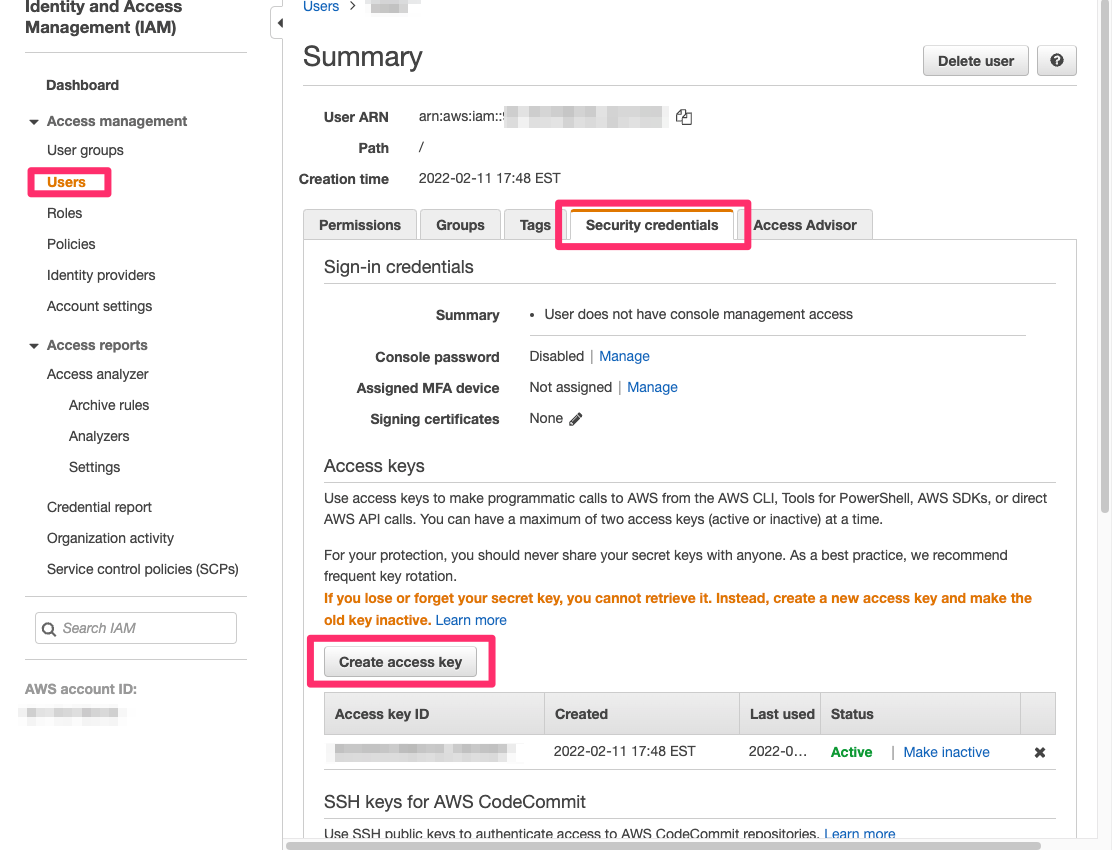 Identity and Access
Management (IAM)
Dashboard
Access management
User groups
Users
Roles
Policies
Identity providers
Account settings
Access reports
Access analyzer
Archive rules
Analyzers
Settings
Credential report
Organization activity
Service control policies (SCPs)
Search IAM
AWS account ID:
Users >
Summary
Delete user
?
User ARN arn:aws:iam::
Path /
Creation time 2022-02-11 17:48 EST
Permissions Groups Tags Security credentials Access Advisor
Sign-in credentials
Summary • User does not have console management access
Console password Disabled | Manage
Assigned MFA device Not assigned | Manage
Signing certificates None
Access keys
Use access keys to make programmatic calls to AWS from the AWS CLI, Tools for PowerShell, AWS SDKs, or direct
AWS API calls. You can have a maximum of two access keys (active or inactive) at a time.
For your protection, you should never share your secret keys with anyone. As a best practice, we recommend
frequent key rotation.
If you lose or forget your secret key, you cannot retrieve it. Instead, create a new access key and make the
old key inactive. Learn more
Create access key
Access key ID Created Last used Status
2022-02-11 17:48 EST 2022-0... Active | Make inactive ✖
SSH keys for AWS CodeCommit
Use SSH public keys to authenticate access to AWS CodeCommit repositories. Learn more